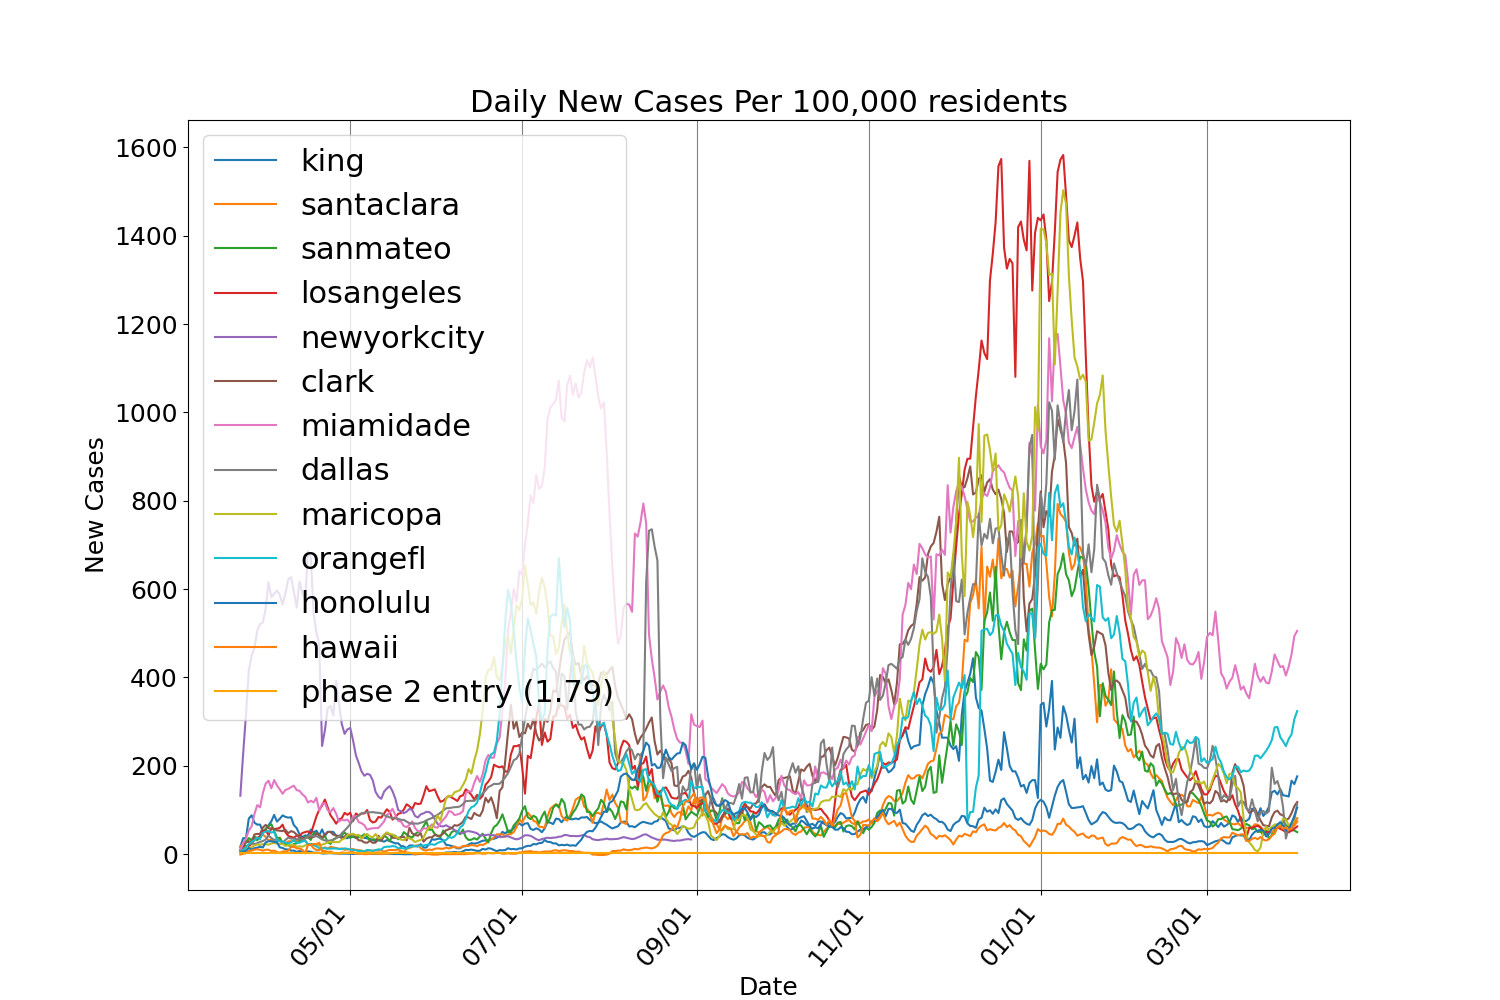 Daily New Cases Per 100,000 residents
1600
1400
1200
1000
800
600
400
200
0
New Cases
king
santaclara
sanmateo
losangeles
newyorkcity
clark
miamidade
dallas
maricopa
orangefl
honolulu
hawaii
phase 2 entry (1.79)
05/01
07/01
09/01
11/01
01/01
03/01
Date